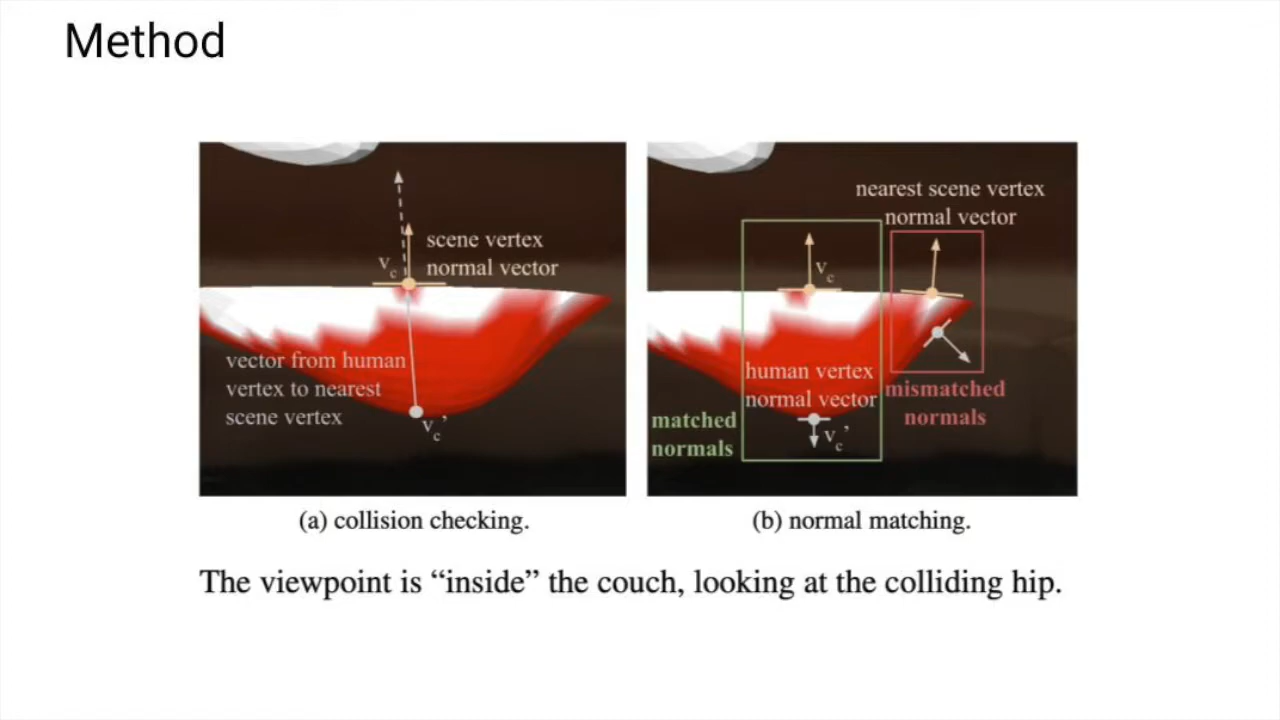 Method
scene vertex
v_c normal vector
vector from human
vertex to nearest
scene vertex
v_c'
nearest scene vertex
normal vector
v_c
human vertex
normal vector
v_c'
matched
normals
mismatched
normals
(a) collision checking.
(b) normal matching.
The viewpoint is “inside” the couch, looking at the colliding hip.